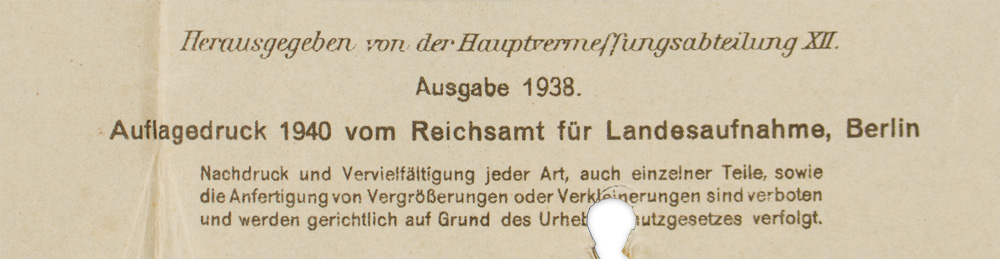 Herausgegeben von der Hauptvermeſſungsabteilung XII.
Ausgabe 1938.
Auflagedruck 1940 vom Reichsamt für Landesaufnahme, Berlin
Nachdruck und Vervielfältigung jeder Art, auch einzelner Teile, sowie
die Anfertigung von Vergrößerungen oder Verkleinerungen sind verboten
und werden gerichtlich auf Grund des verfolgt.